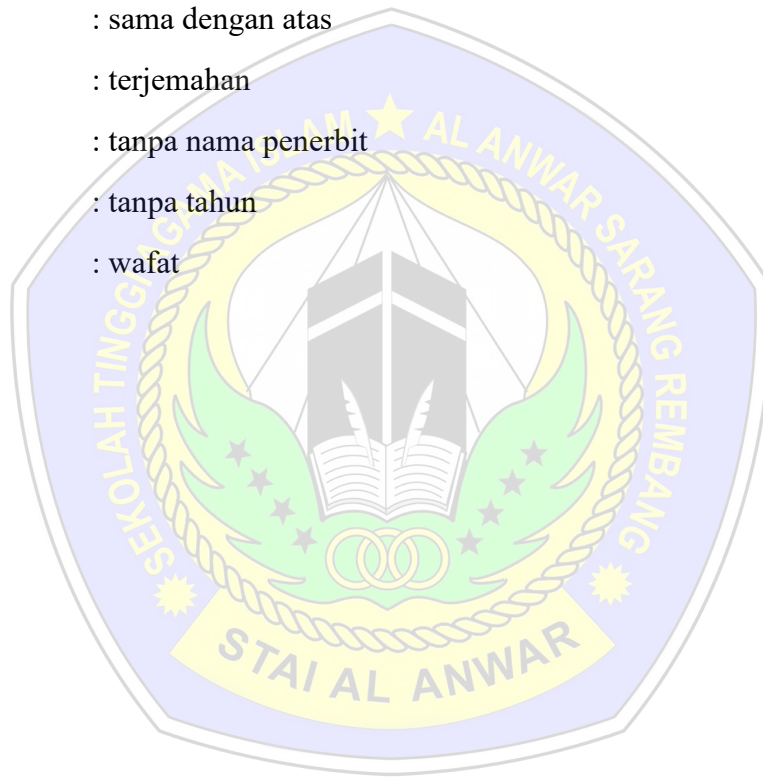 : sama dengan atas
: terjemahan
: tanpa nama penerbit
: tanpa tahun
: wafat
SEKOLAH TINGGI AGAMA ISLAM AL ANWAR SARANG REMBANG
STAI AL ANWAR